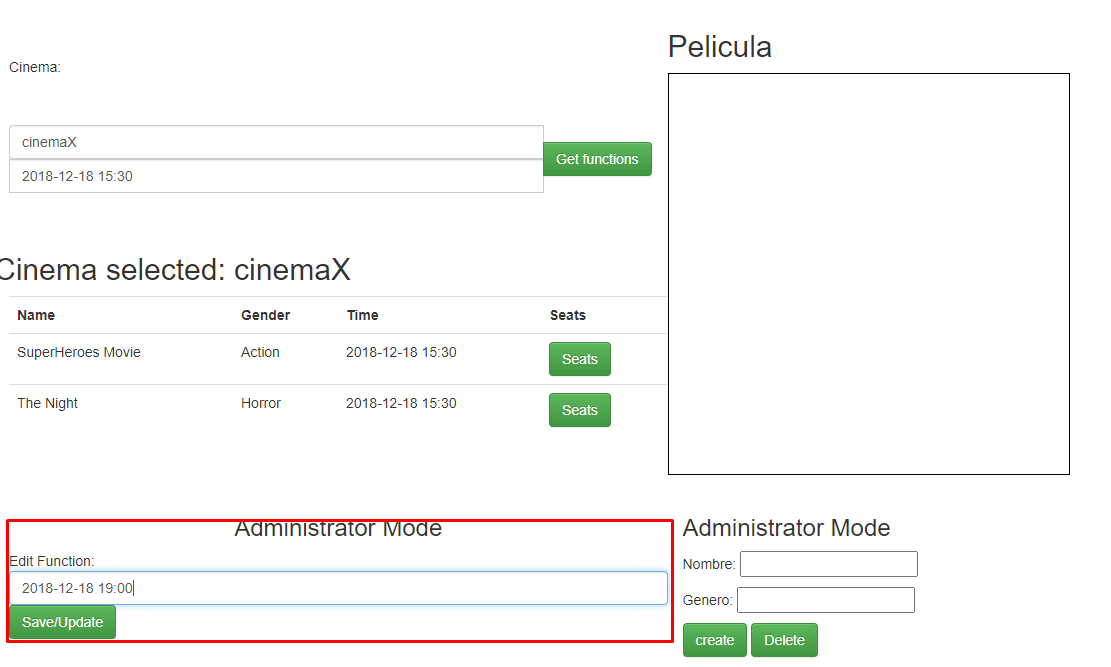 Cinema:
cinemaX
2018-12-18 15:30
Get functions
Pelicula
Cinema selected: cinemaX
Name Gender Time Seats
SuperHeroes Movie Action 2018-12-18 15:30 Seats
The Night Horror 2018-12-18 15:30 Seats
Administrator Mode
Edit Function:
2018-12-18 19:00
Save/Update
Administrator Mode
Nombre:
Genero:
create Delete